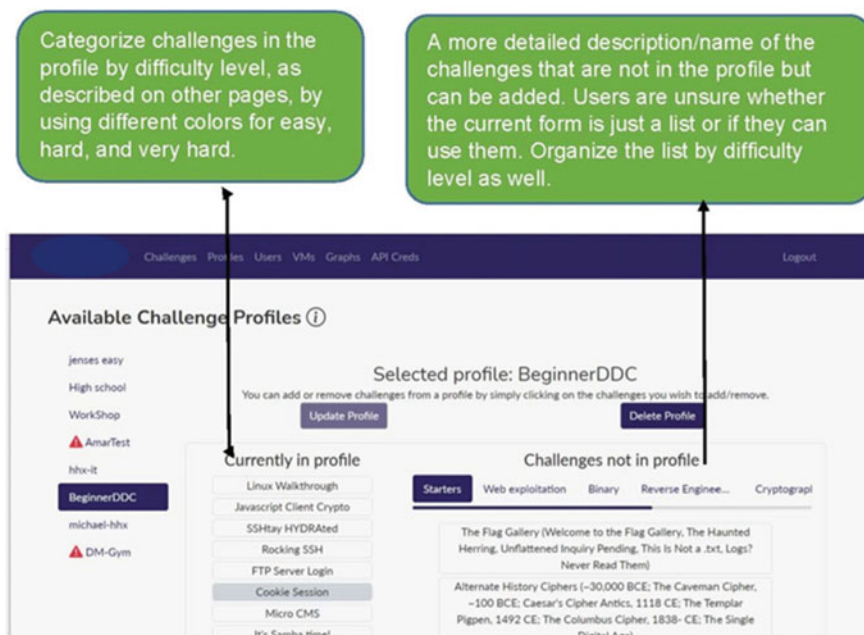 Categorize challenges in the
profile by difficulty level, as
described on other pages, by
using different colors for easy,
hard, and very hard.
A more detailed description/name of the
challenges that are not in the profile but
can be added. Users are unsure whether
the current form is just a list or if they can
use them. Organize the list by difficulty
level as well.
Challenges Profiles Users VMs Graphs API Creds Logout
Available Challenge Profiles
jenses easy
High school
WorkShop
AmarTest
hhx-it
BeginnerDDC
michael-hhx
DM-Gym
Selected profile: BeginnerDDC
You can add or remove challenges from a profile by simply clicking on the challenges you wish to add/remove.
Update Profile Delete Profile
Currently in profile
Linux Walkthrough
Javascript Client Crypto
SSHtay HYDRAted
Rocking SSH
FTP Server Login
Cookie Session
Micro CMS
It's Samba time!
Challenges not in profile
Starters Web exploitation Binary Reverse Enginee... Cryptograpl
The Flag Gallery (Welcome to the Flag Gallery, The Haunted
Herring, Unflattened Inquiry Pending, This Is Not a .txt, Logs?
Never Read Them)
Alternate History Ciphers (~30,000 BCE; The Caveman Cipher,
~100 BCE; Caesar's Cipher Antics, 1118 CE; The Templar
Pigpen, 1492 CE; The Columbus Cipher, 1838- CE; The Single
Digital Age)